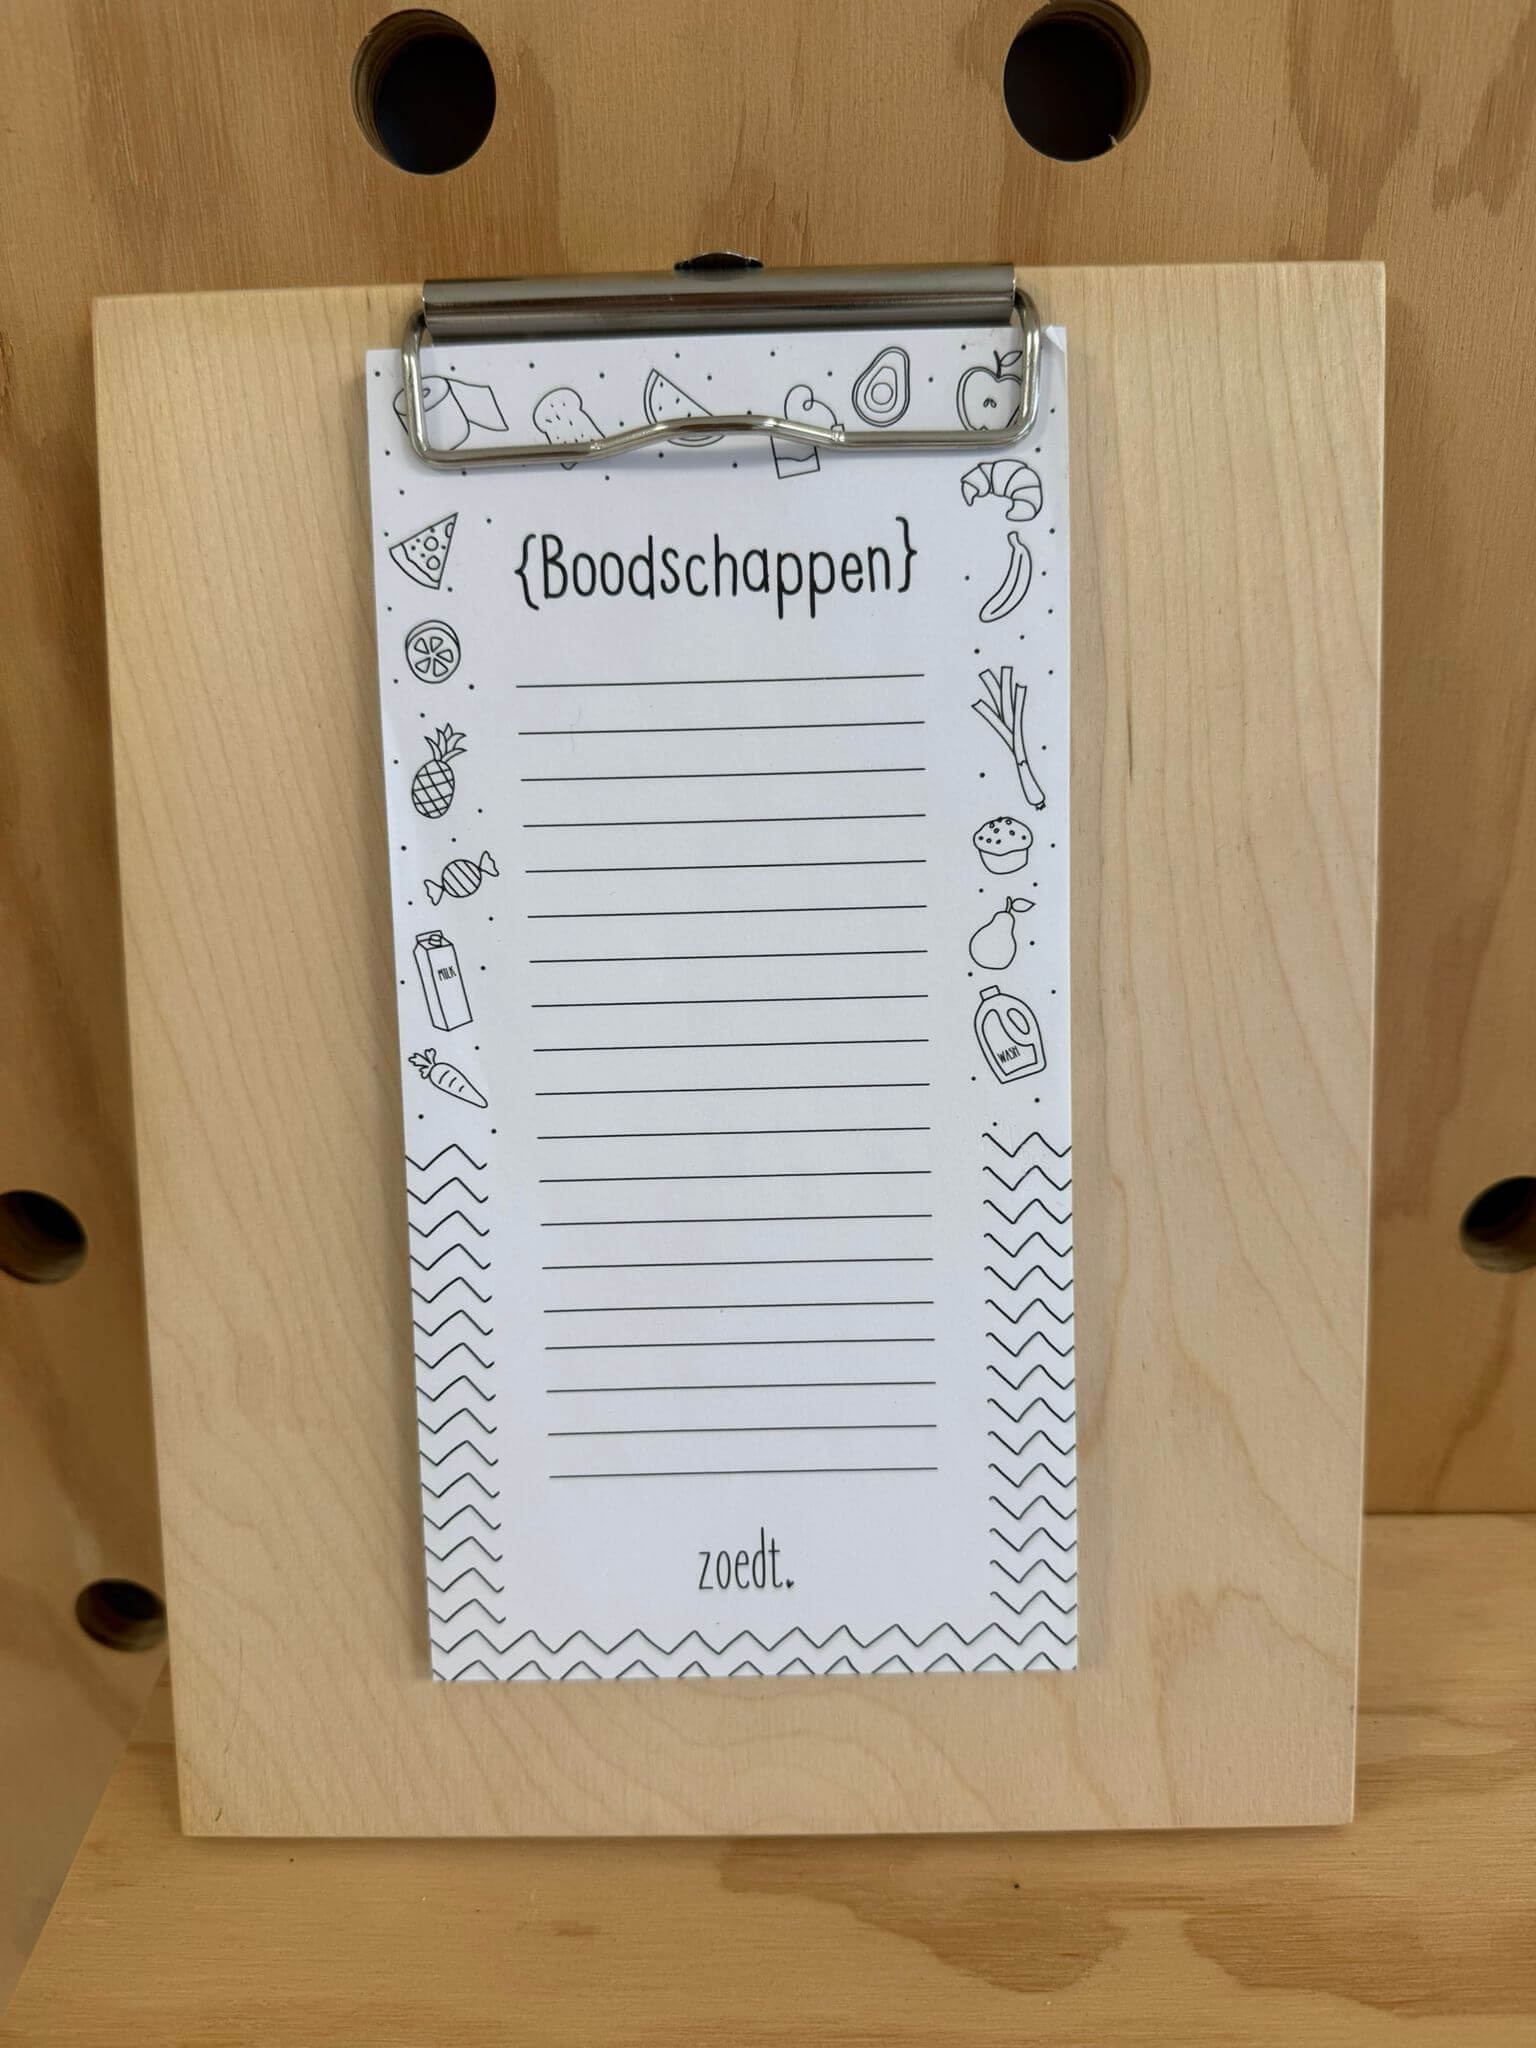 {Boodschappen}
MILK
WASH
zoedt.